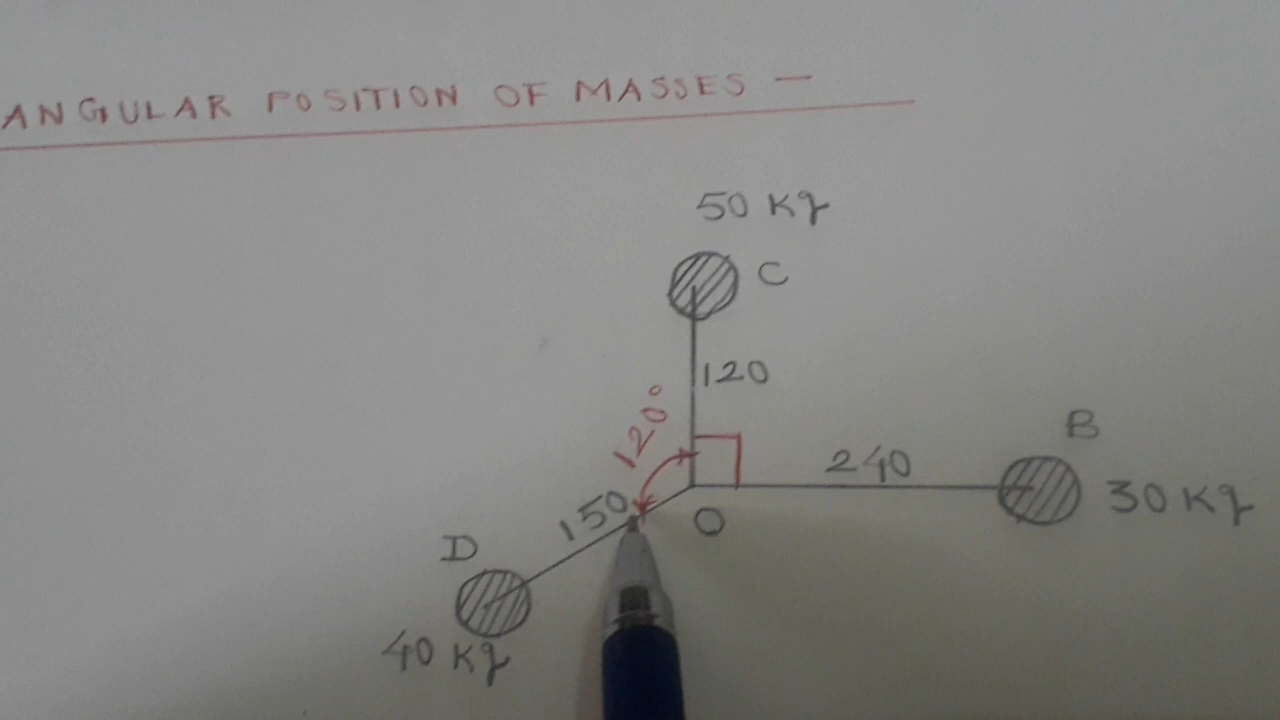 ANGULAR POSITION OF MASSES —
50 Kg
C
120
120°
B
240
30 Kg
150
O
D
40 Kg